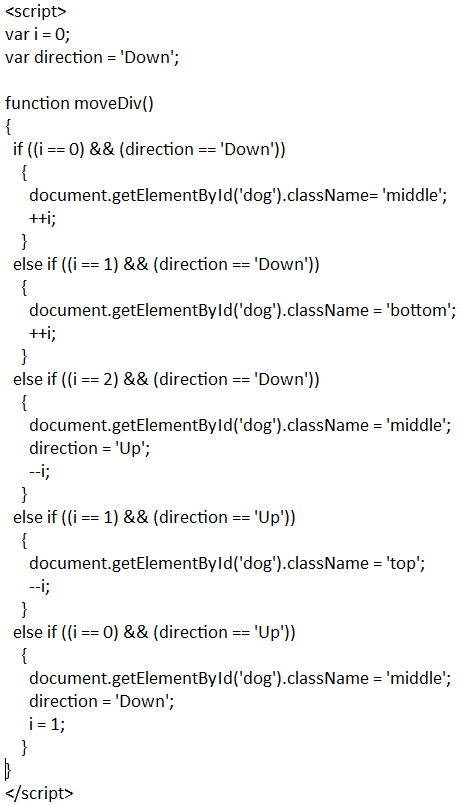 <script>
var i = 0;
var direction = 'Down';

function moveDiv()
{
  if ((i == 0) && (direction == 'Down'))
    {
      document.getElementById('dog').className= 'middle';
      ++i;
    }
  else if ((i == 1) && (direction == 'Down'))
    {
      document.getElementById('dog').className = 'bottom';
      ++i;
    }
  else if ((i == 2) && (direction == 'Down'))
    {
      document.getElementById('dog').className = 'middle';
      direction = 'Up';
      --i;
    }
  else if ((i == 1) && (direction == 'Up'))
    {
      document.getElementById('dog').className = 'top';
      --i;
    }
  else if ((i == 0) && (direction == 'Up'))
    {
      document.getElementById('dog').className = 'middle';
      direction = 'Down';
      i = 1;
    }
}
</script>